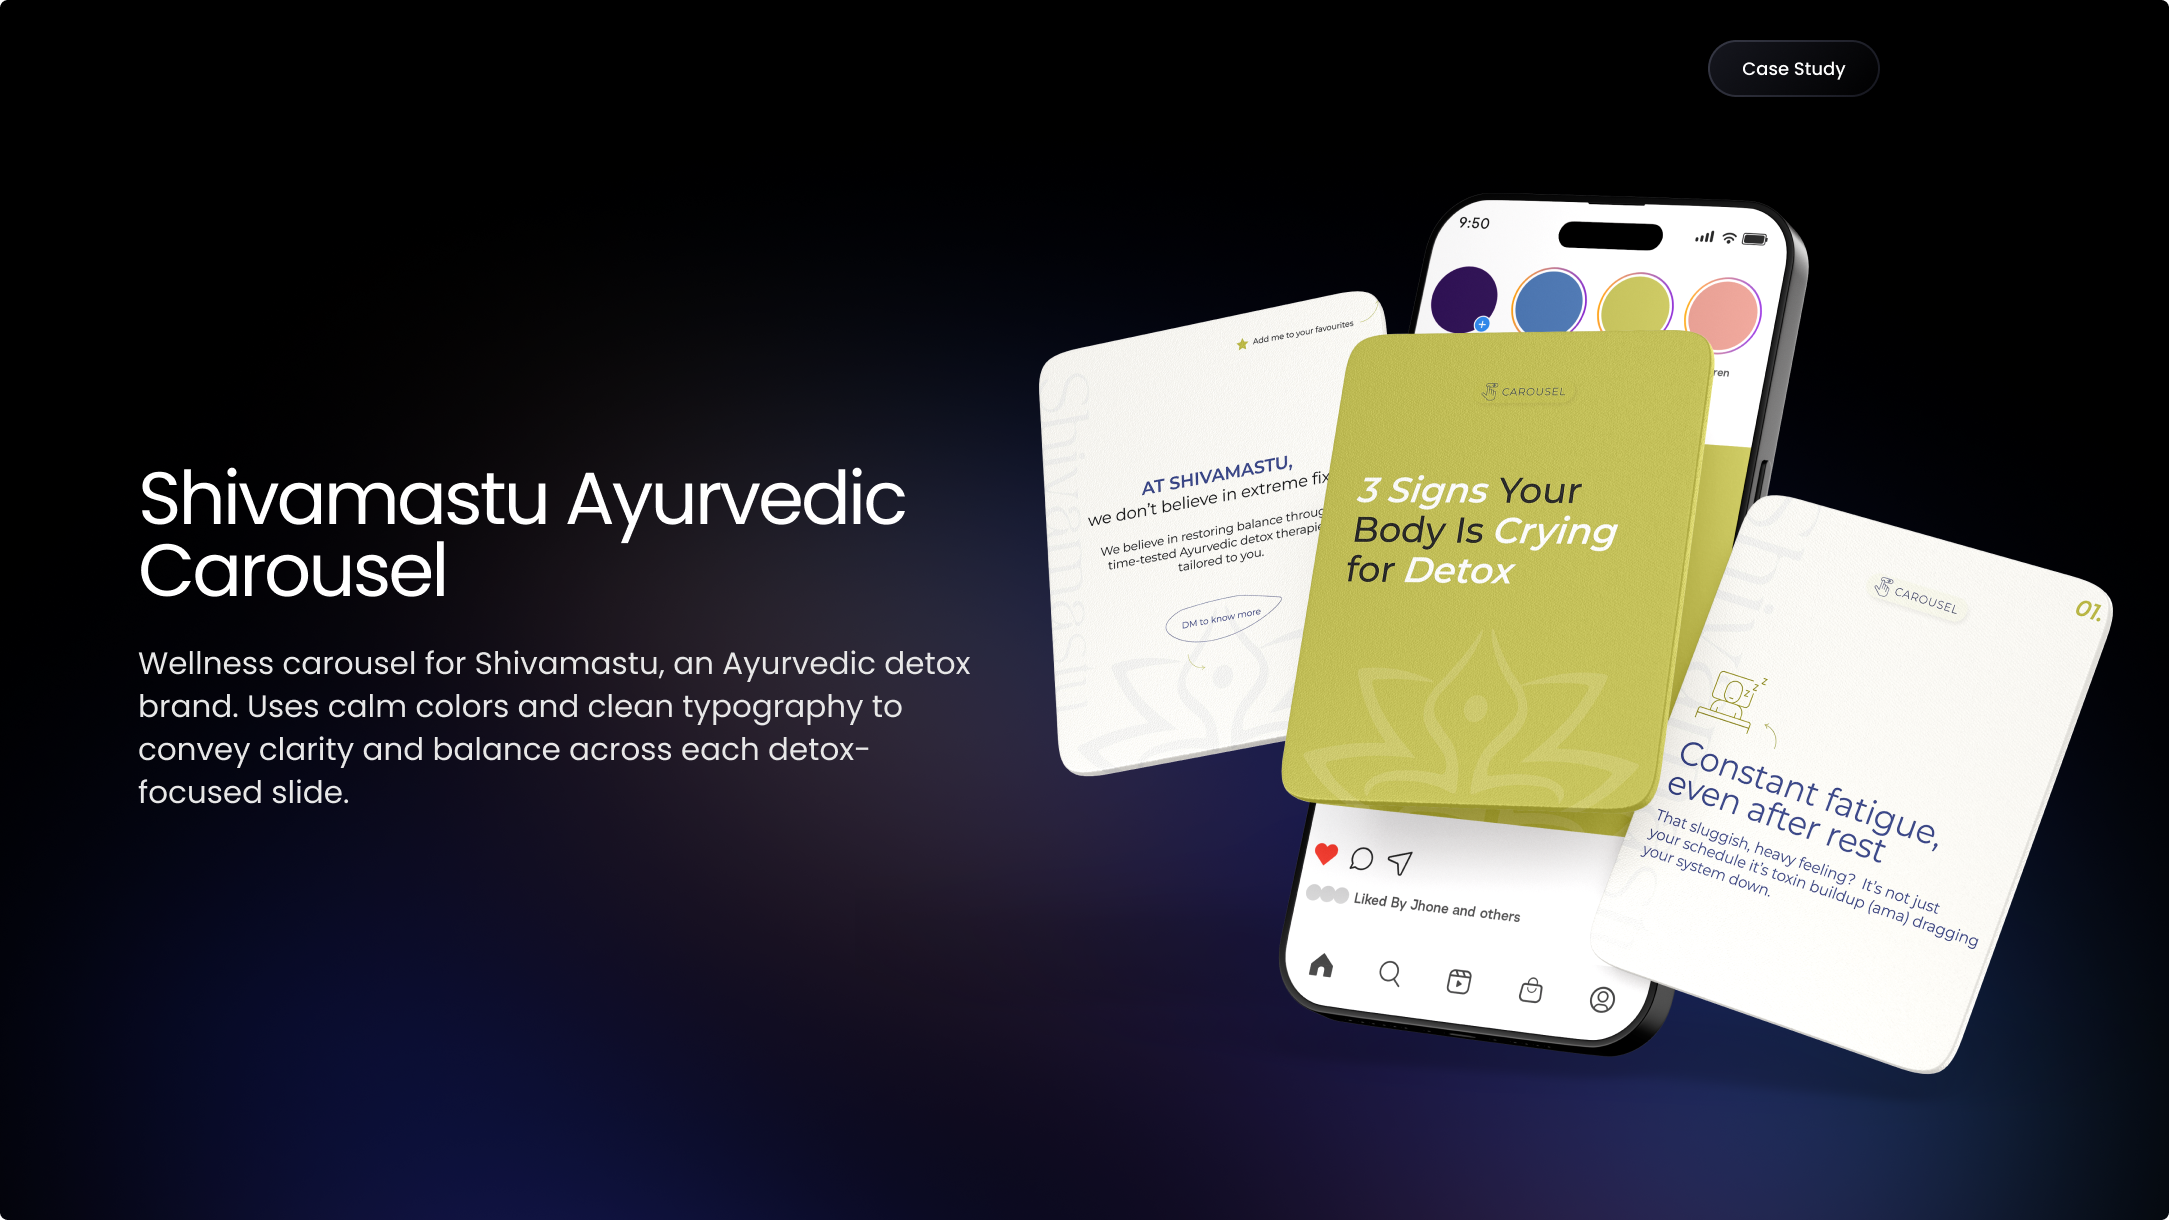 Case Study
Shivamastu Ayurvedic
Carousel
Wellness carousel for Shivamastu, an Ayurvedic detox
brand. Uses calm colors and clean typography to
convey clarity and balance across each detox-
focused slide.
9:50
Add me to your favourites
Shivamastu
AT SHIVAMASTU,
we don't believe in extreme
We believe in restoring balance
time-tested Ayurvedic detox
tailored to you.
DM to know more
CAROUSEL
3 Signs Your
Body Is Crying
for Detox
CAROUSEL
01.
Constant fatigue,
even after rest
That sluggish, heavy feeling? It's not just
your schedule it's toxin buildup (ama) dragging
your system down.
Liked By Jhone and others